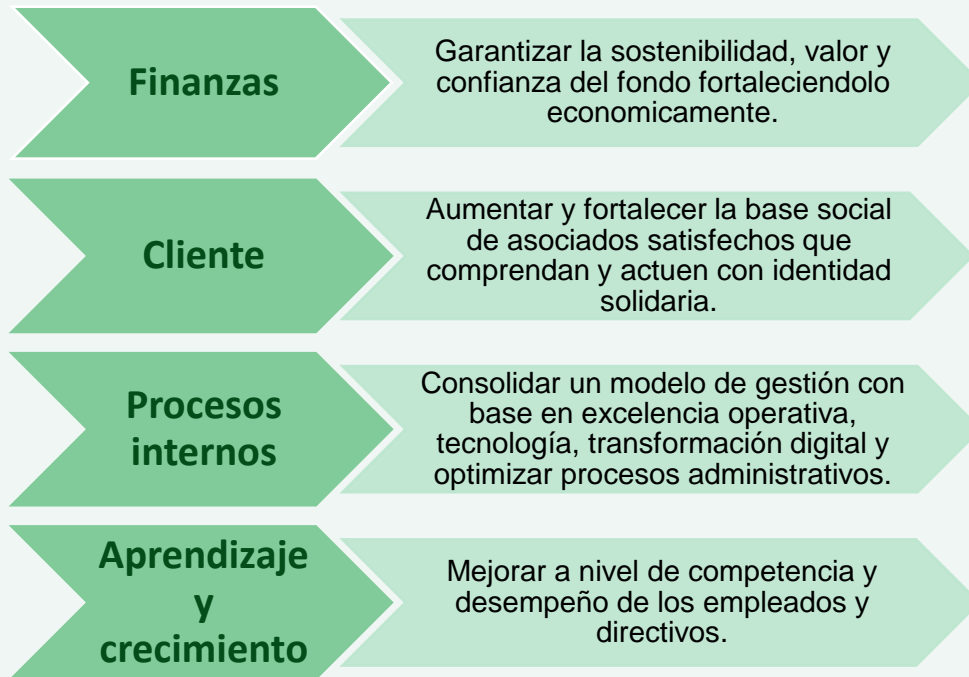 Finanzas
Garantizar la sostenibilidad, valor y
confianza del fondo fortaleciendolo
economicamente.
Cliente
Aumentar y fortalecer la base social
de asociados satisfechos que
comprendan y actuen con identidad
solidaria.
Procesos
internos
Consolidar un modelo de gestión con
base en excelencia operativa,
tecnología, transformación digital y
optimizar procesos administrativos.
Aprendizaje
y
crecimiento
Mejorar a nivel de competencia y
desempeño de los empleados y
directivos.